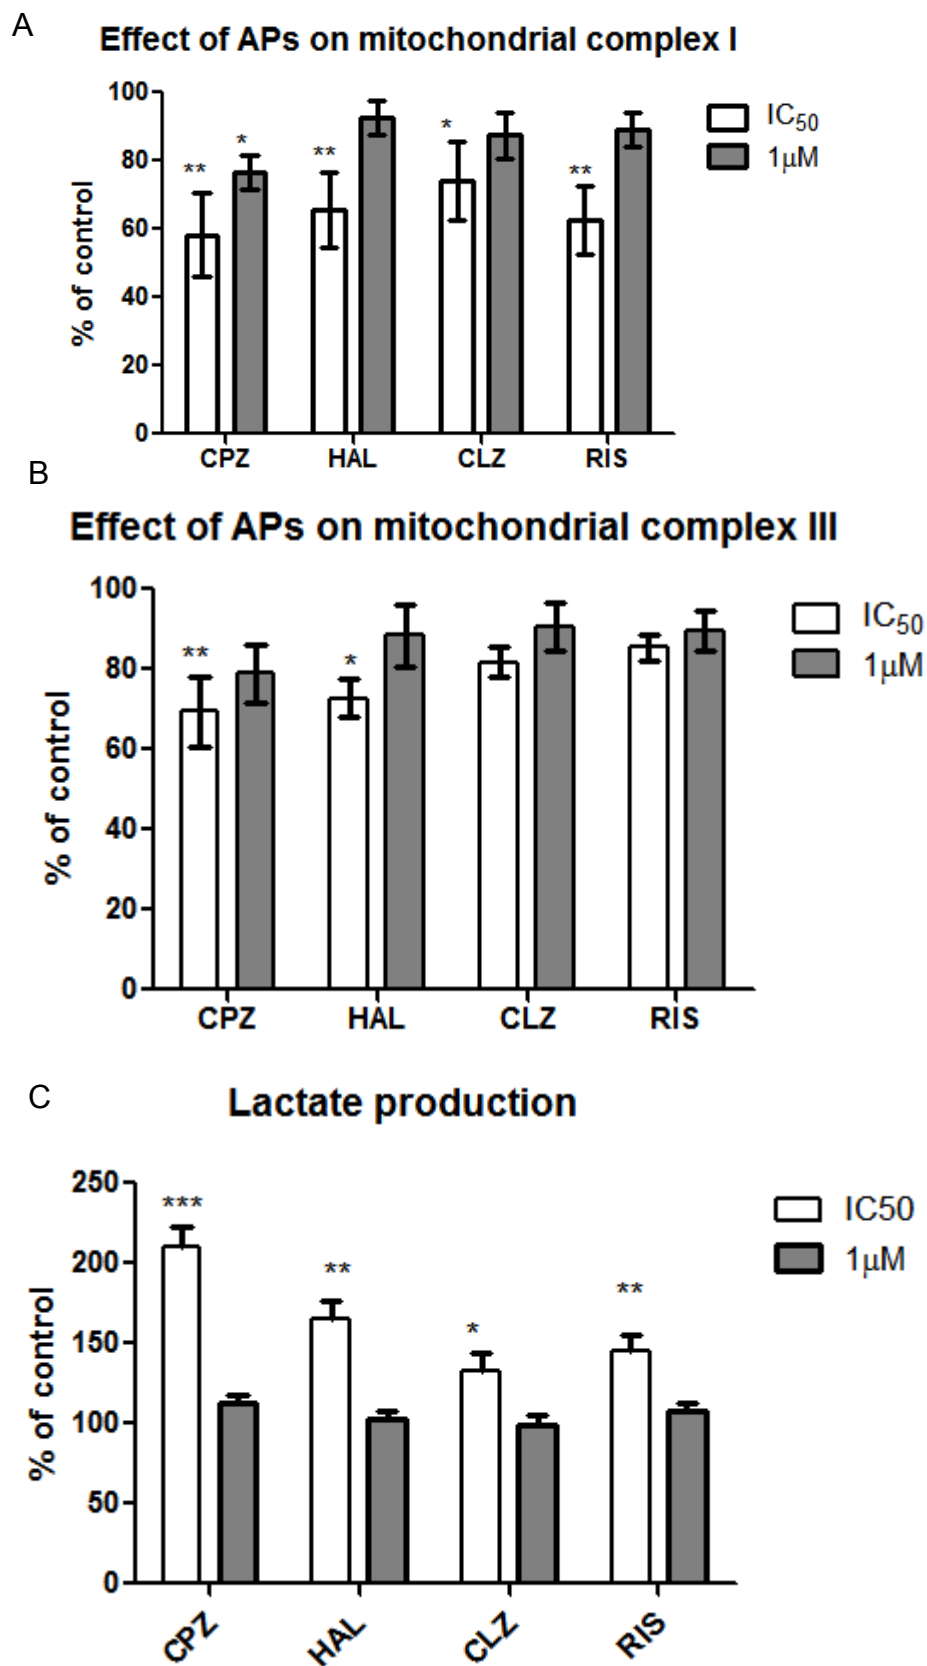 A
Effect of APs on mitochondrial complex I
100
80
60
40
20
0
% of control
** * ** * **
IC50
1µM
CPZ HAL CLZ RIS
B
Effect of APs on mitochondrial complex III
100
80
60
40
20
0
% of control
** *
IC50
1µM
CPZ HAL CLZ RIS
C
Lactate production
250
200
150
100
50
0
% of control
*** ** * **
IC50
1µM
CPZ HAL CLZ RIS